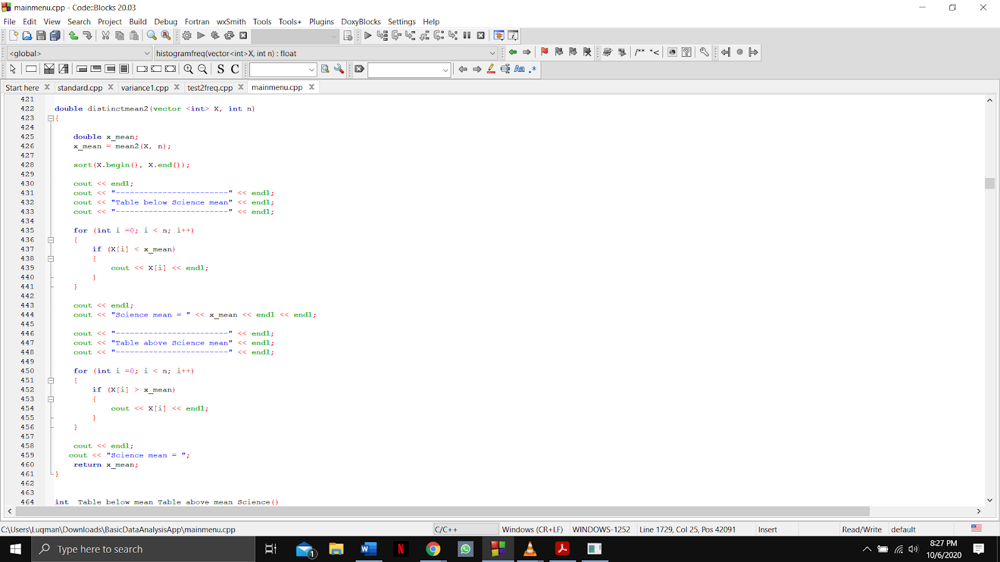 mainmenu.cpp - Code::Blocks 20.03
File Edit View Search Project Build Debug Fortran wxSmith Tools Tools+ Plugins DoxyBlocks Settings Help
<global> histogramfreq(vector<int>X, int n) : float /** *<
S C Aa .*
Start here X standard.cpp X variance1.cpp X test2freq.cpp X mainmenu.cpp X
421
422 double distinctmean2(vector <int> X, int n)
423 {
424
425 double x_mean;
426 x_mean = mean2(X, n);
427
428 sort(X.begin(), X.end());
429
430 cout << endl;
431 cout << "------------------------" << endl;
432 cout << "Table below Science mean" << endl;
433 cout << "------------------------" << endl;
434
435 for (int i =0; i < n; i++)
436 {
437 if (X[i] < x_mean)
438 {
439 cout << X[i] << endl;
440 }
441 }
442
443 cout << endl;
444 cout << "Science mean = " << x_mean << endl << endl;
445
446 cout << "------------------------" << endl;
447 cout << "Table above Science mean" << endl;
448 cout << "------------------------" << endl;
449
450 for (int i =0; i < n; i++)
451 {
452 if (X[i] > x_mean)
453 {
454 cout << X[i] << endl;
455 }
456 }
457
458 cout << endl;
459 cout << "Science mean = ";
460 return x_mean;
461 }
462
463
464 int Table below mean Table above mean Science()
C:\Users\Luqman\Downloads\BasicDataAnalysisApp\mainmenu.cpp C/C++ Windows (CR+LF) WINDOWS-1252 Line 1729, Col 25, Pos 42091 Insert Read/Write default
Type here to search 1 W N 8:27 PM
10/6/2020